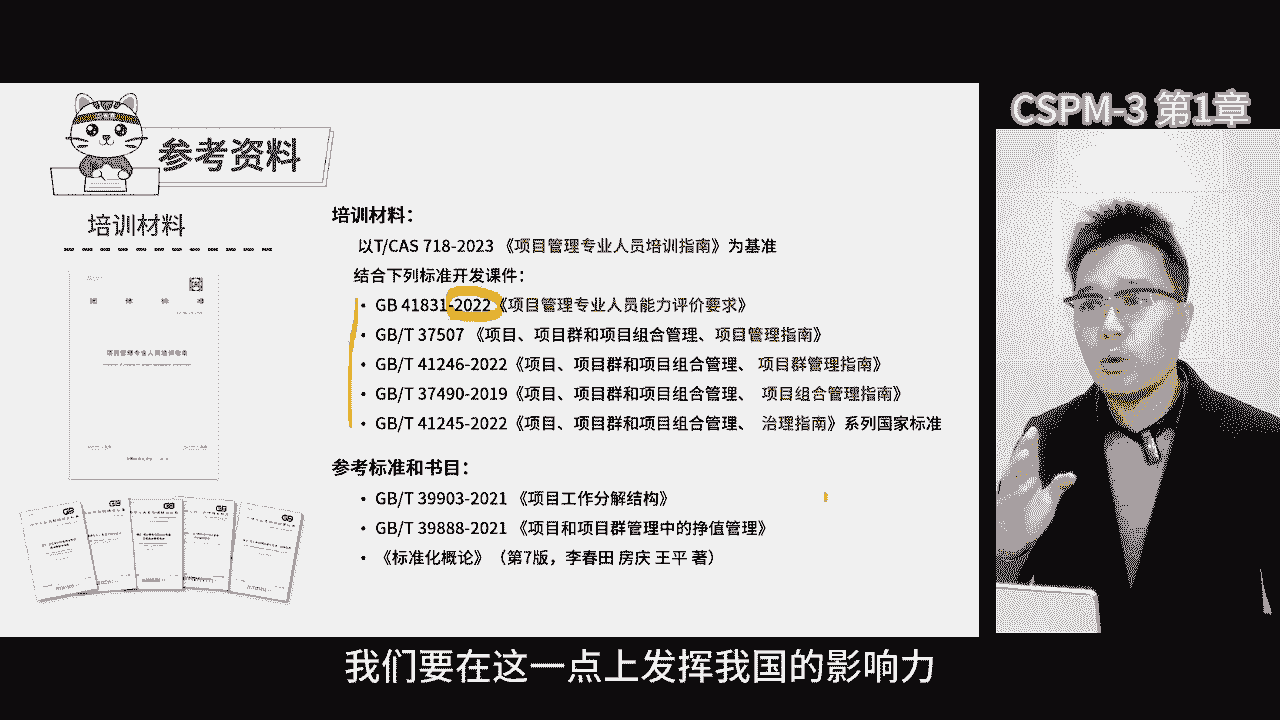 CSPM-3 第1章
参考资料
培训材料
培训材料：
以T/CAS 718-2023 《项目管理专业人员培训指南》为基准
结合下列标准开发课件：
• GB 41831-2022《项目管理专业人员能力评价要求》
• GB/T 37507 《项目、项目群和项目组合管理、项目管理指南》
• GB/T 41246-2022《项目、项目群和项目组合管理、 项目群管理指南》
• GB/T 37490-2019《项目、项目群和项目组合管理、 项目组合管理指南》
• GB/T 41245-2022《项目、项目群和项目组合管理、 治理指南》系列国家标准
团体标准
项目管理专业人员培训指南
参考标准和书目：
• GB/T 39903-2021 《项目工作分解结构》
• GB/T 39888-2021 《项目和项目群管理中的挣值管理》
• 《标准化概论》（第7版，李春田 房庆 王平 著）
我们要在这一点上发挥我国的影响力